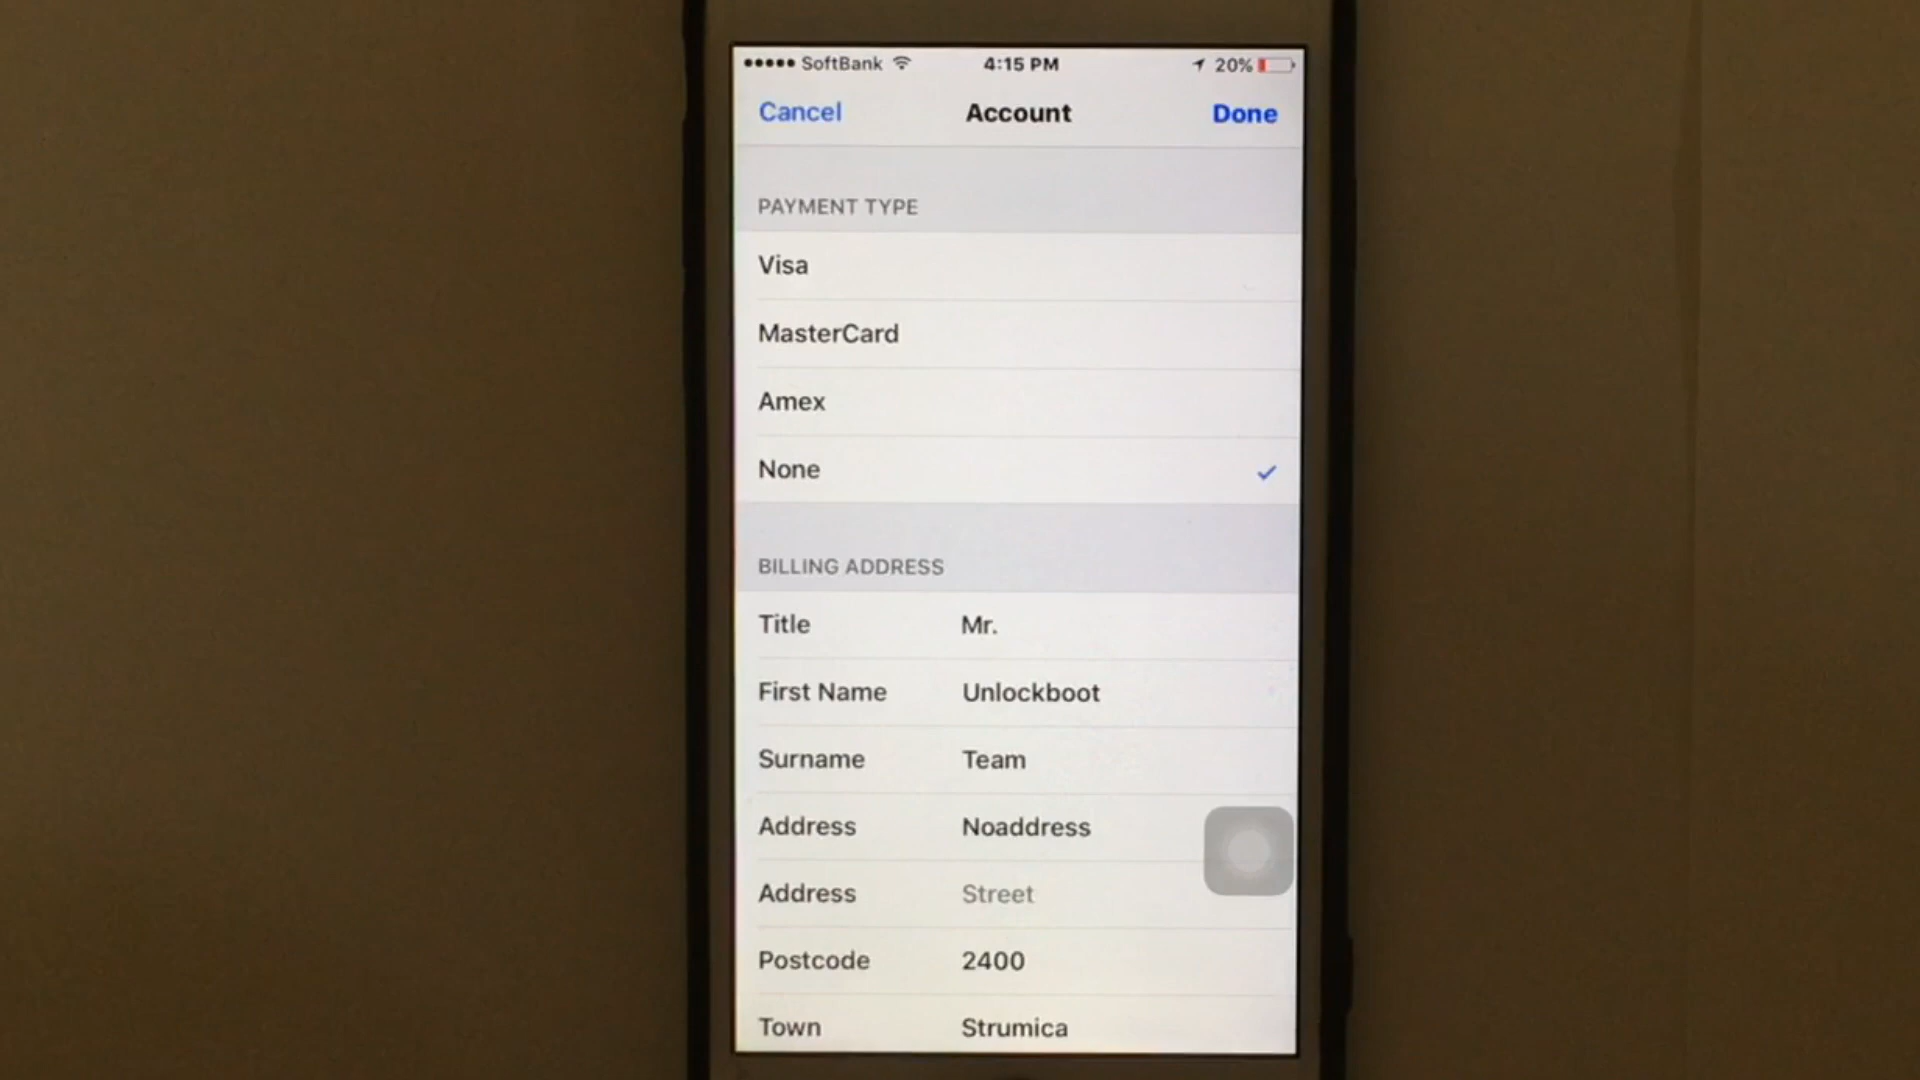 SoftBank 4:15 PM 20%
Cancel Account Done
PAYMENT TYPE
Visa
MasterCard
Amex
None
BILLING ADDRESS
Title Mr.
First Name Unlockboot
Surname Team
Address Noaddress
Address Street
Postcode 2400
Town Strumica